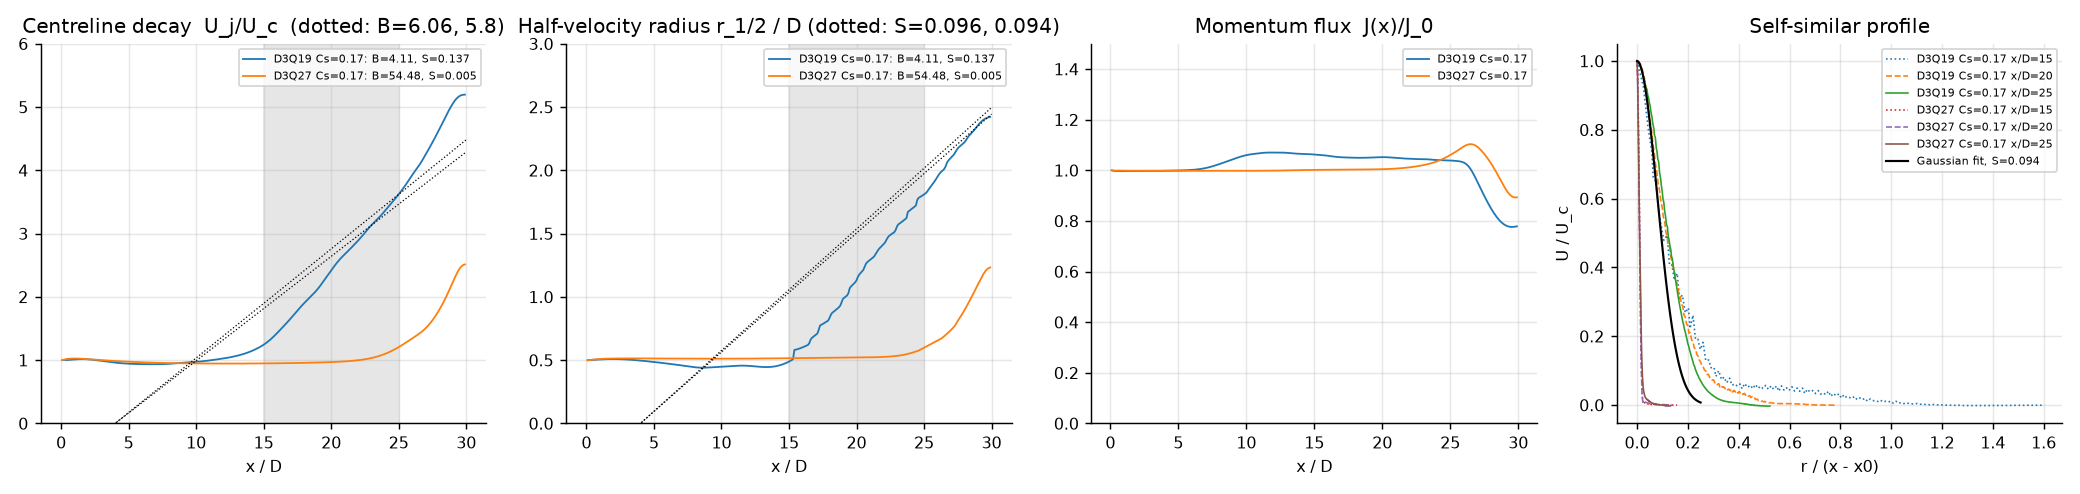 Centreline decay  U_j/U_c  (dotted: B=6.06, 5.8)
D3Q19 Cs=0.17: B=4.11, S=0.137
D3Q27 Cs=0.17: B=54.48, S=0.005
6
5
4
3
2
1
0
0
5
10
15
20
25
30
x / D
Half-velocity radius r_1/2 / D (dotted: S=0.096, 0.094)
D3Q19 Cs=0.17: B=4.11, S=0.137
D3Q27 Cs=0.17: B=54.48, S=0.005
3.0
2.5
2.0
1.5
1.0
0.5
0.0
0
5
10
15
20
25
30
x / D
Momentum flux  J(x)/J_0
D3Q19 Cs=0.17
D3Q27 Cs=0.17
1.4
1.2
1.0
0.8
0.6
0.4
0.2
0.0
0
5
10
15
20
25
30
x / D
Self-similar profile
D3Q19 Cs=0.17 x/D=15
D3Q19 Cs=0.17 x/D=20
D3Q19 Cs=0.17 x/D=25
D3Q27 Cs=0.17 x/D=15
D3Q27 Cs=0.17 x/D=20
D3Q27 Cs=0.17 x/D=25
Gaussian fit, S=0.094
U / U_c
1.0
0.8
0.6
0.4
0.2
0.0
0.0
0.2
0.4
0.6
0.8
1.0
1.2
1.4
1.6
r / (x - x0)